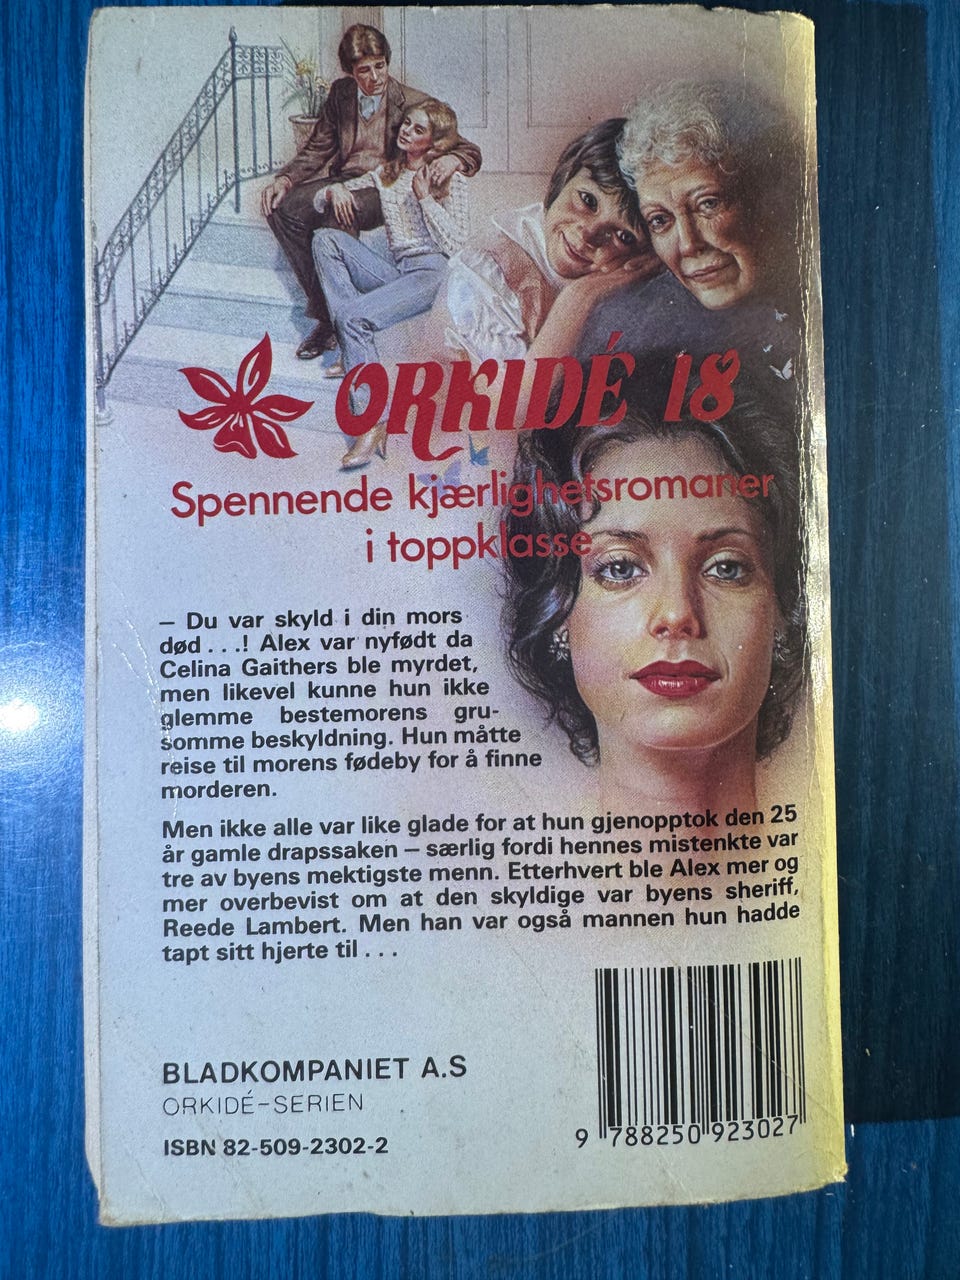 ORKIDÉ 18
Spennende kjærlighetsromaner
i toppklasse
– Du var skyld i din mors
død . . .! Alex var nyfødt da
Celina Gaithers ble myrdet,
men likevel kunne hun ikke
glemme bestemorens gru-
somme beskyldning. Hun måtte
reise til morens fødeby for å finne
morderen.
Men ikke alle var like glade for at hun gjenopptok den 25
år gamle drapssaken – særlig fordi hennes mistenkte var
tre av byens mektigste menn. Etterhvert ble Alex mer og
mer overbevist om at den skyldige var byens sheriff,
Reede Lambert. Men han var også mannen hun hadde
tapt sitt hjerte til . . .
BLADKOMPANIET A.S
ORKIDÉ-SERIEN
ISBN 82-509-2302-2
9 788250 923027